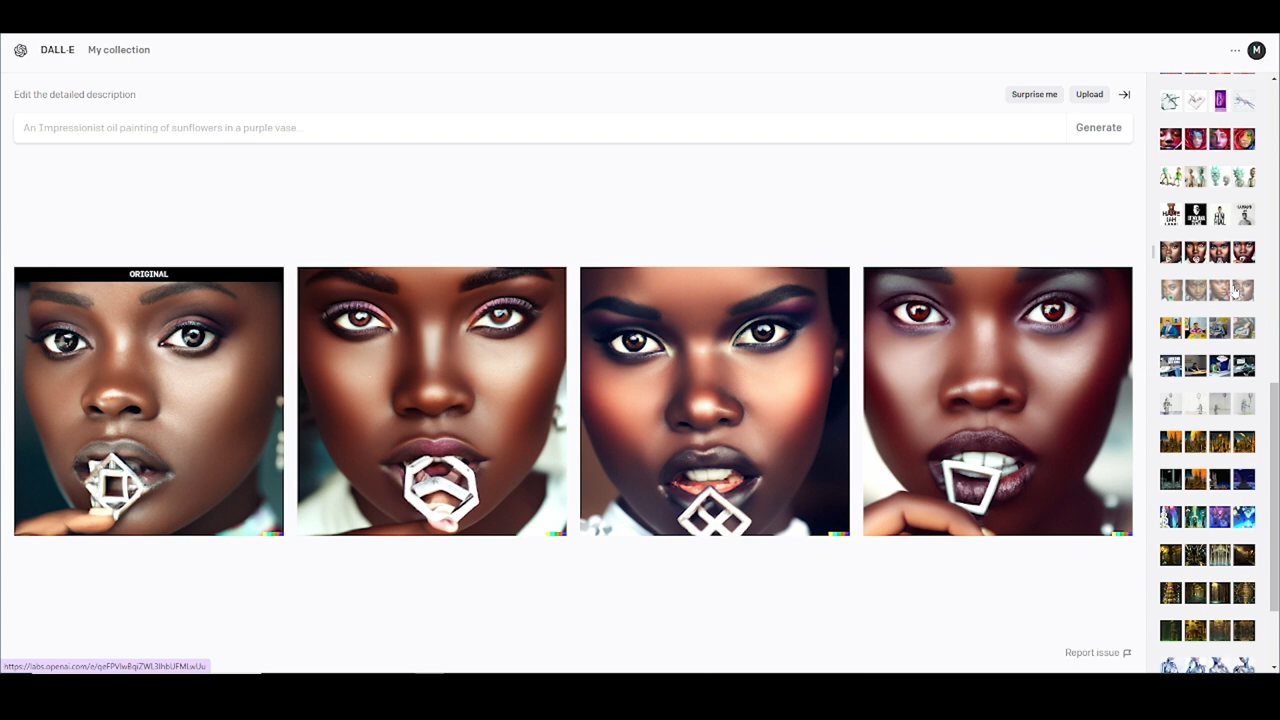 DALL·E My collection
M
Edit the detailed description
Surprise me Upload
An Impressionist oil painting of sunflowers in a purple vase...
Generate
ORIGINAL
Report issue